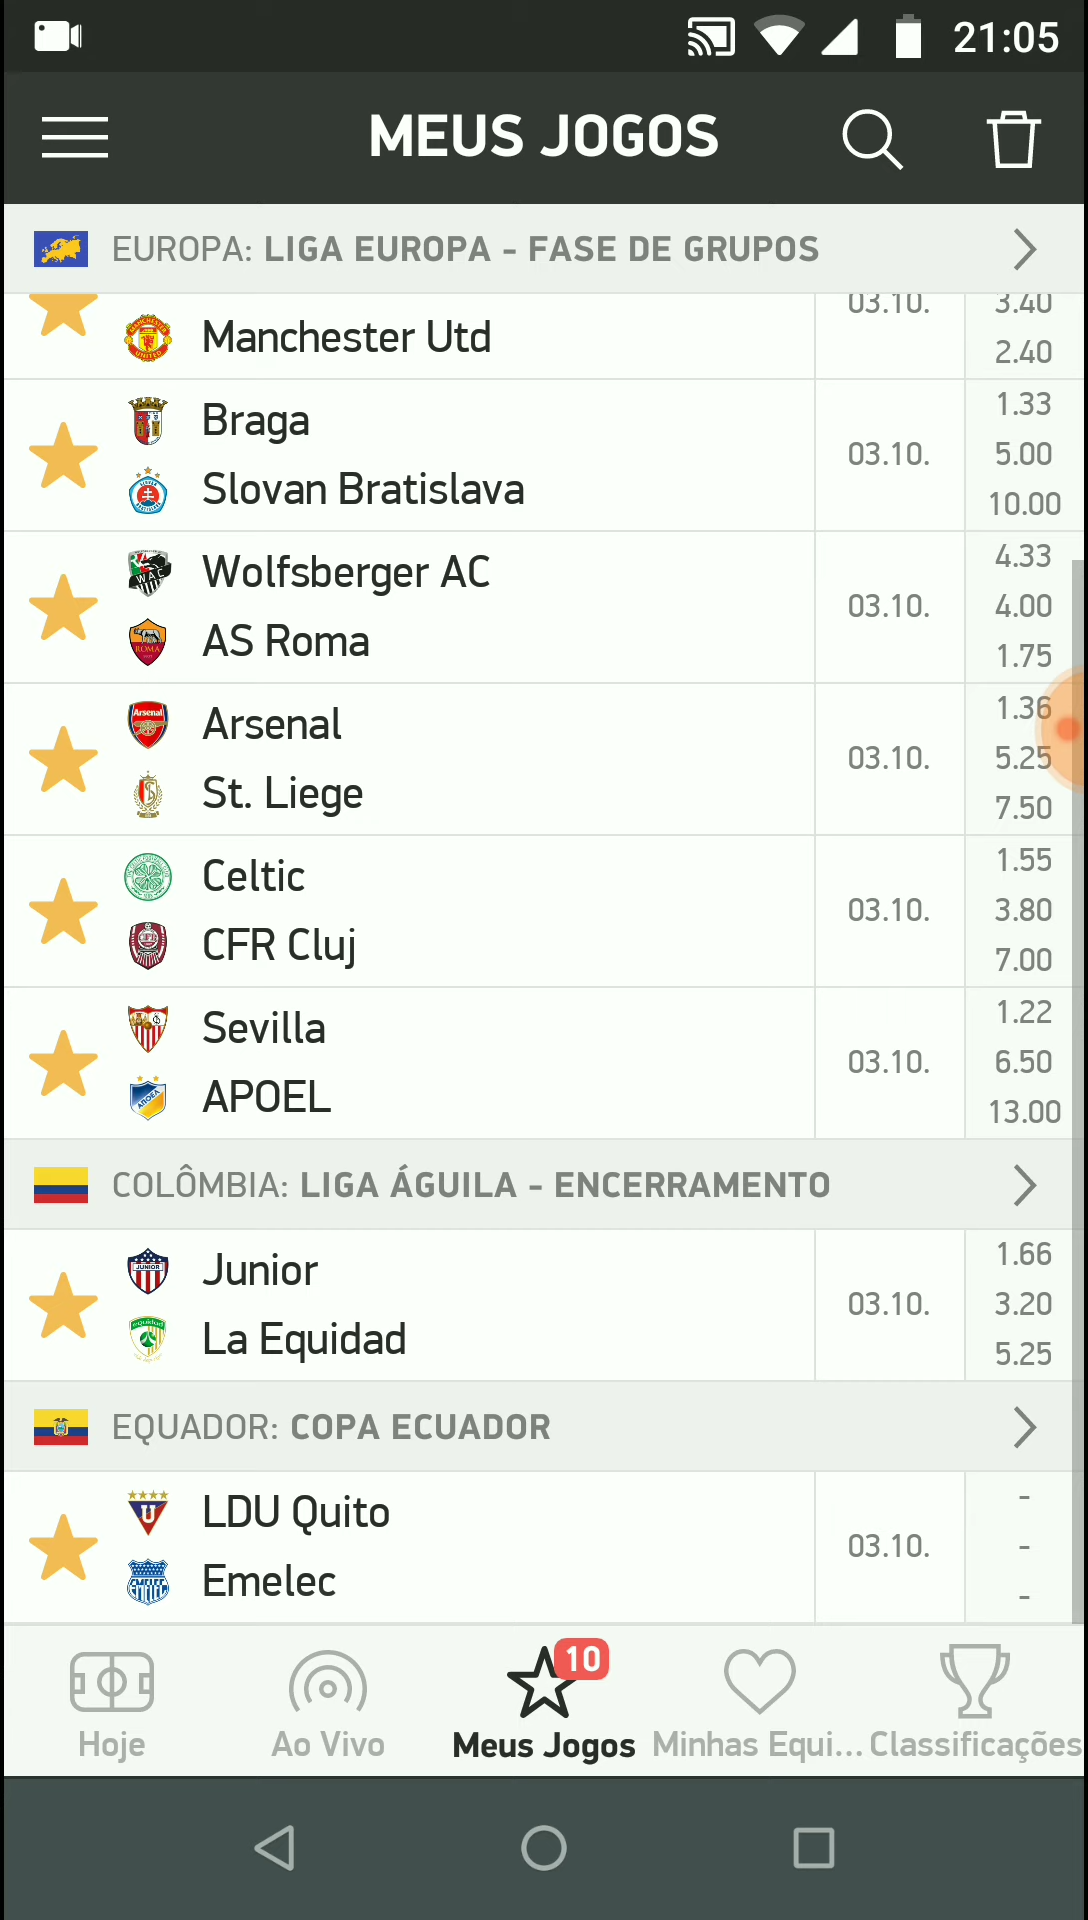 21:05
MEUS JOGOS
EUROPA: LIGA EUROPA - FASE DE GRUPOS
03.10.
3.40
Manchester Utd
2.40
Braga
Slovan Bratislava
03.10.
1.33
5.00
10.00
Wolfsberger AC
AS Roma
03.10.
4.33
4.00
1.75
Arsenal
St. Liege
03.10.
1.36
5.25
7.50
Celtic
CFR Cluj
03.10.
1.55
3.80
7.00
Sevilla
APOEL
03.10.
1.22
6.50
13.00
COLÔMBIA: LIGA ÁGUILA - ENCERRAMENTO
Junior
La Equidad
03.10.
1.66
3.20
5.25
EQUADOR: COPA ECUADOR
LDU Quito
Emelec
03.10.
-
-
-
10
Hoje
Ao Vivo
Meus Jogos
Minhas Equi...
Classificações